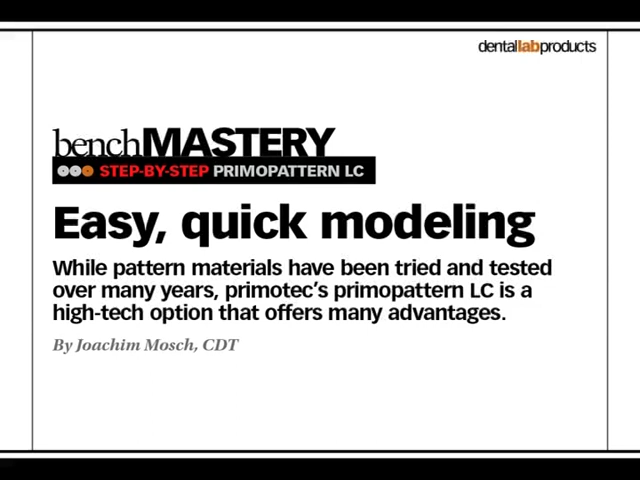 dentallabproducts
benchMASTERY
STEP-BY-STEP PRIMOPATTERN LC
Easy, quick modeling
While pattern materials have been tried and tested
over many years, primotec's primopattern LC is a
high-tech option that offers many advantages.
By Joachim Mosch, CDT